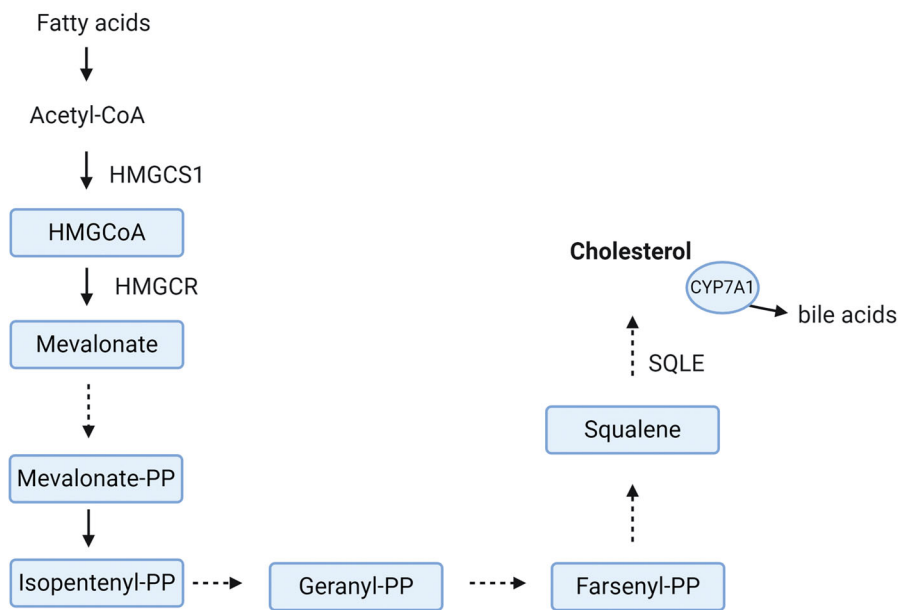 Fatty acids
Acetyl-CoA
HMGCS1
HMGCoA
HMGCR
Mevalonate
Mevalonate-PP
Isopentenyl-PP
Geranyl-PP
Farsenyl-PP
Squalene
SQLE
Cholesterol
CYP7A1
bile acids